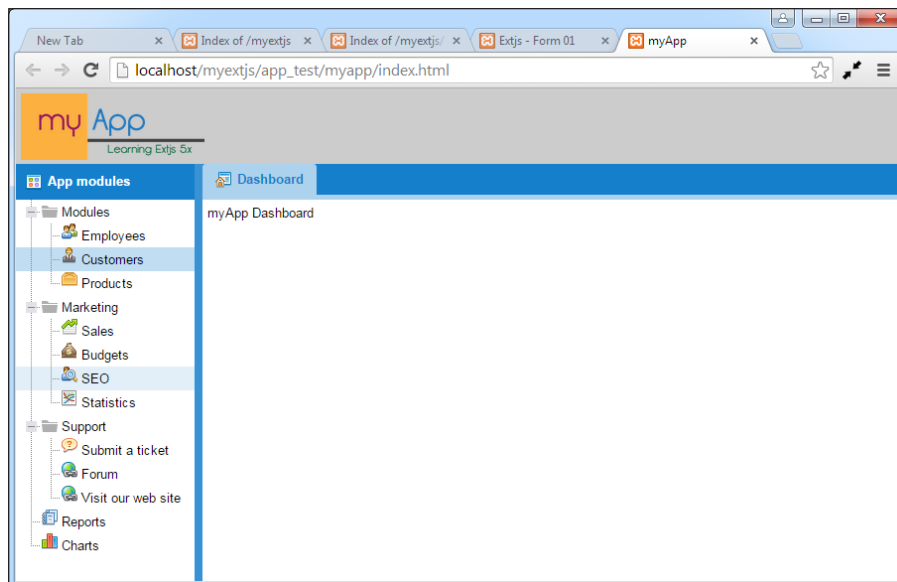 New Tab
Index of /myextjs
Index of /myextjs/
Extjs - Form 01
myApp
localhost/myextjs/app_test/myapp/index.html
my App
Learning Extjs 5x
App modules
Dashboard
Modules
myApp Dashboard
Employees
Customers
Products
Marketing
Sales
Budgets
SEO
Statistics
Support
Submit a ticket
Forum
Visit our web site
Reports
Charts